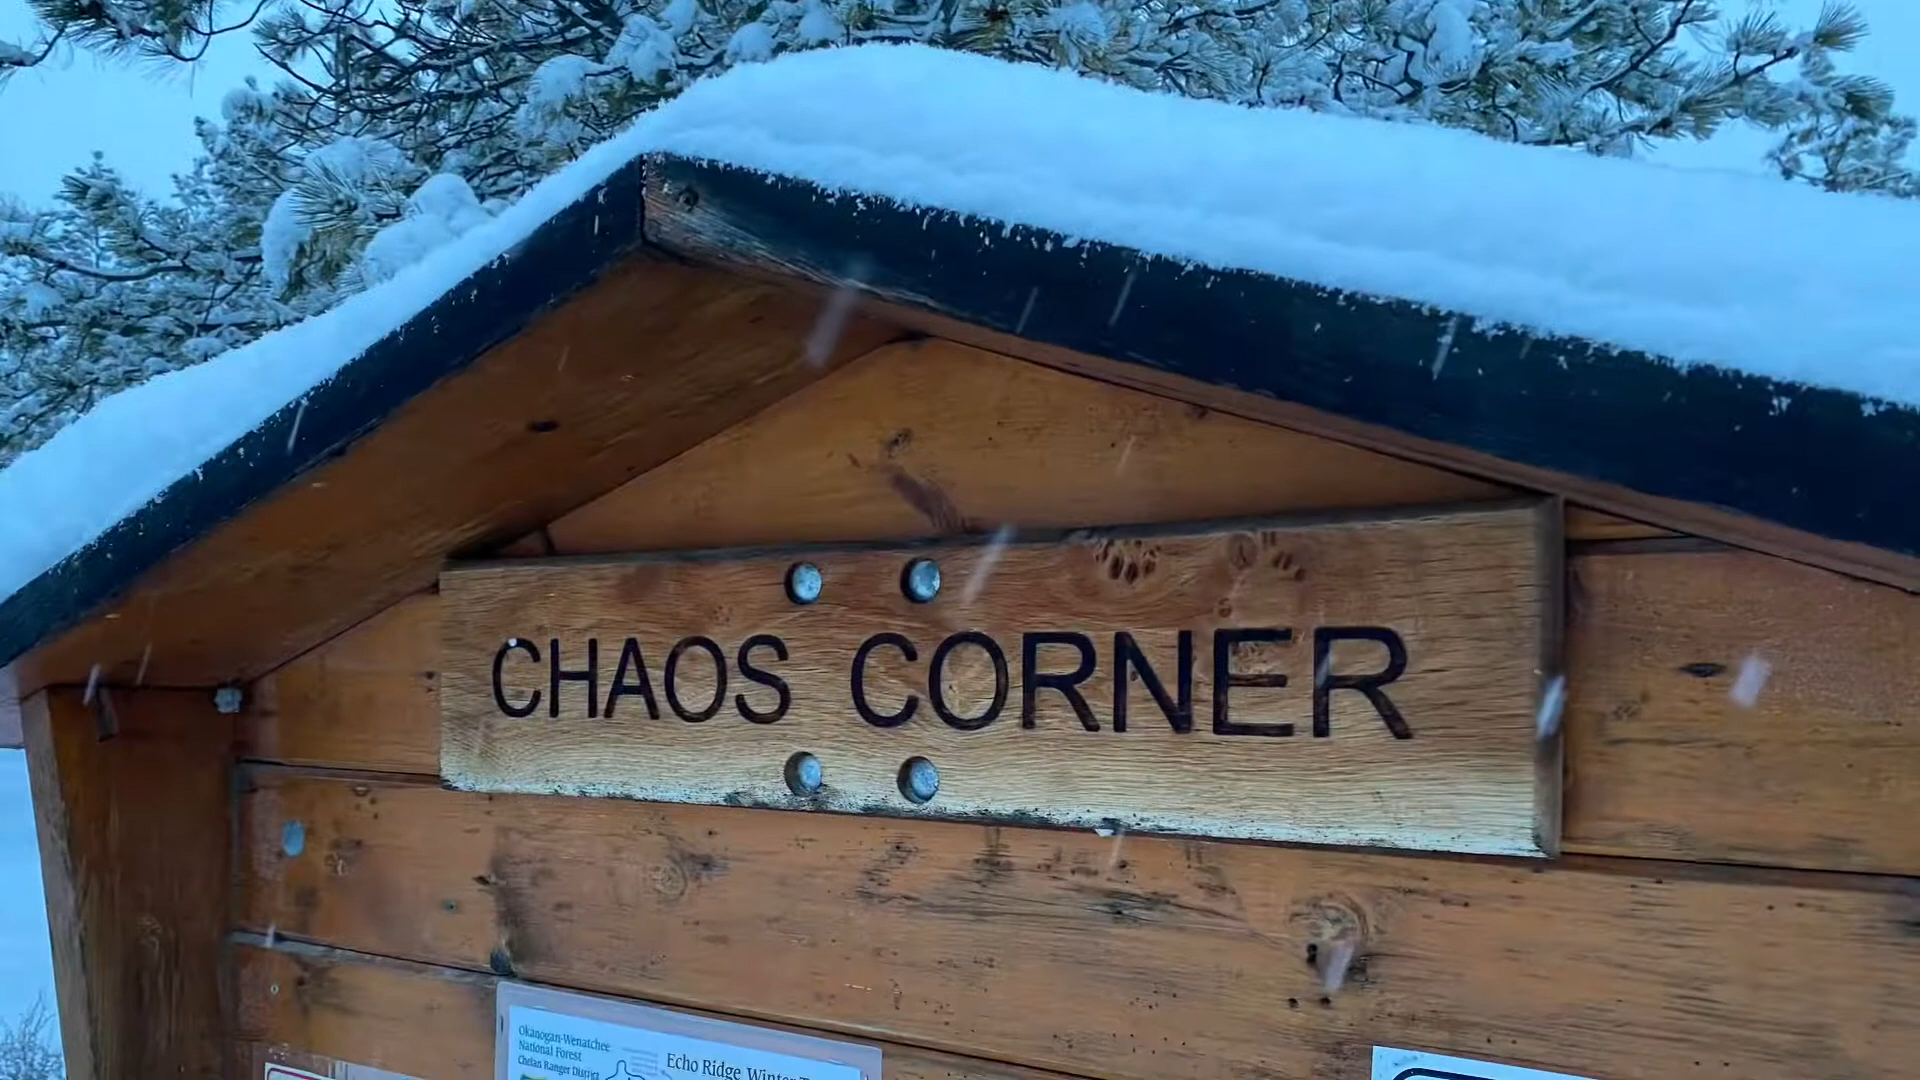 CHAOS CORNER
Okanogan-Wenatchee
National Forest
Chelan Ranger District
Echo Ridge Winter